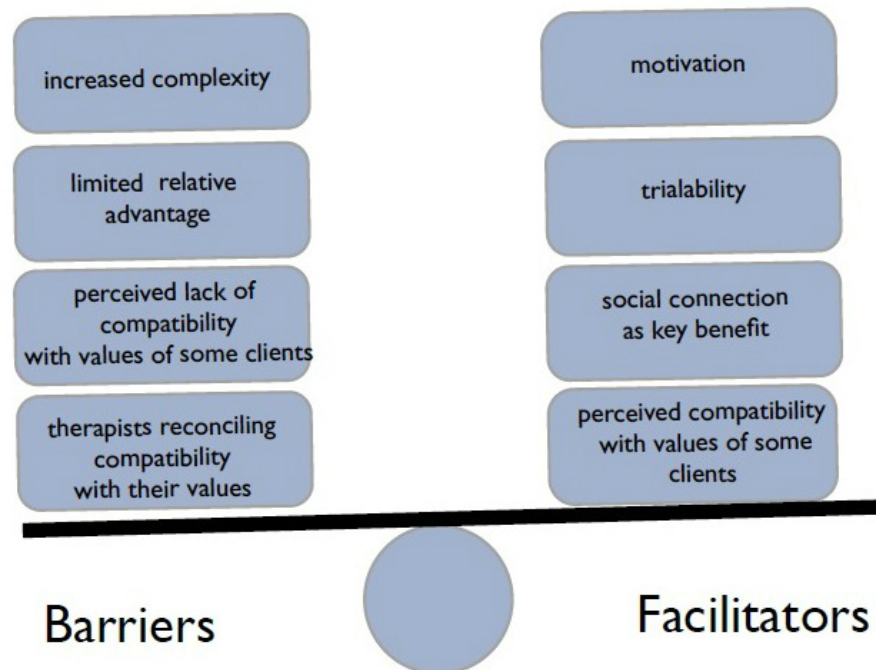 increased complexity
limited relative
advantage
perceived lack of
compatibility
with values of some clients
therapists reconciling
compatibility
with their values
motivation
trialability
social connection
as key benefit
perceived compatibility
with values of some
clients
Barriers
Facilitators